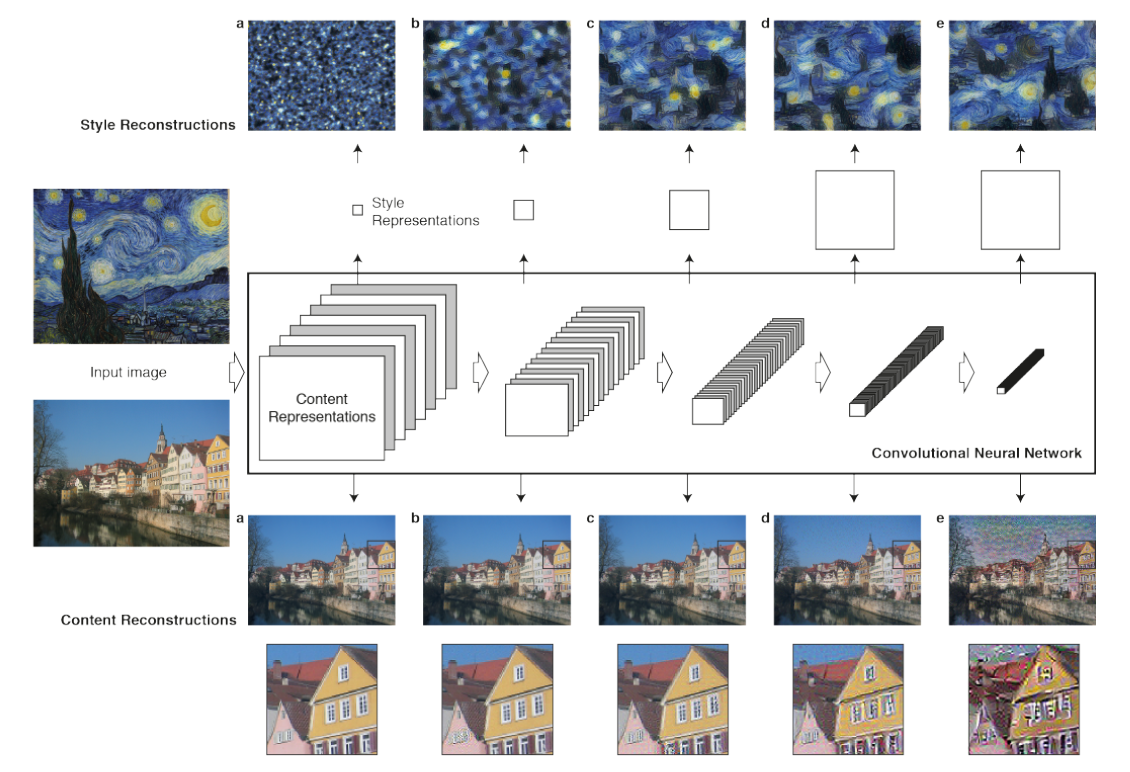 a
b
c
d
e
Style Reconstructions
Style
Representations
Input image
Content
Representations
Convolutional Neural Network
a
b
c
d
e
Content Reconstructions